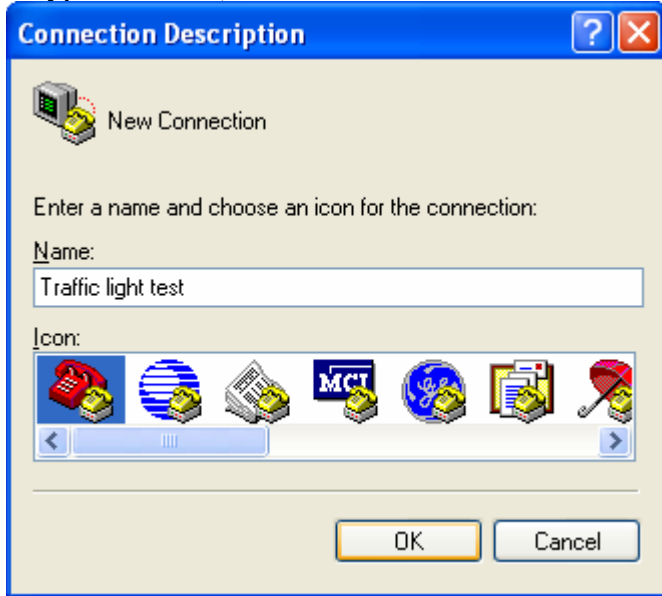 Connection Description
New Connection
Enter a name and choose an icon for the connection:
Name:
Traffic light test
Icon:
MCI
OK Cancel